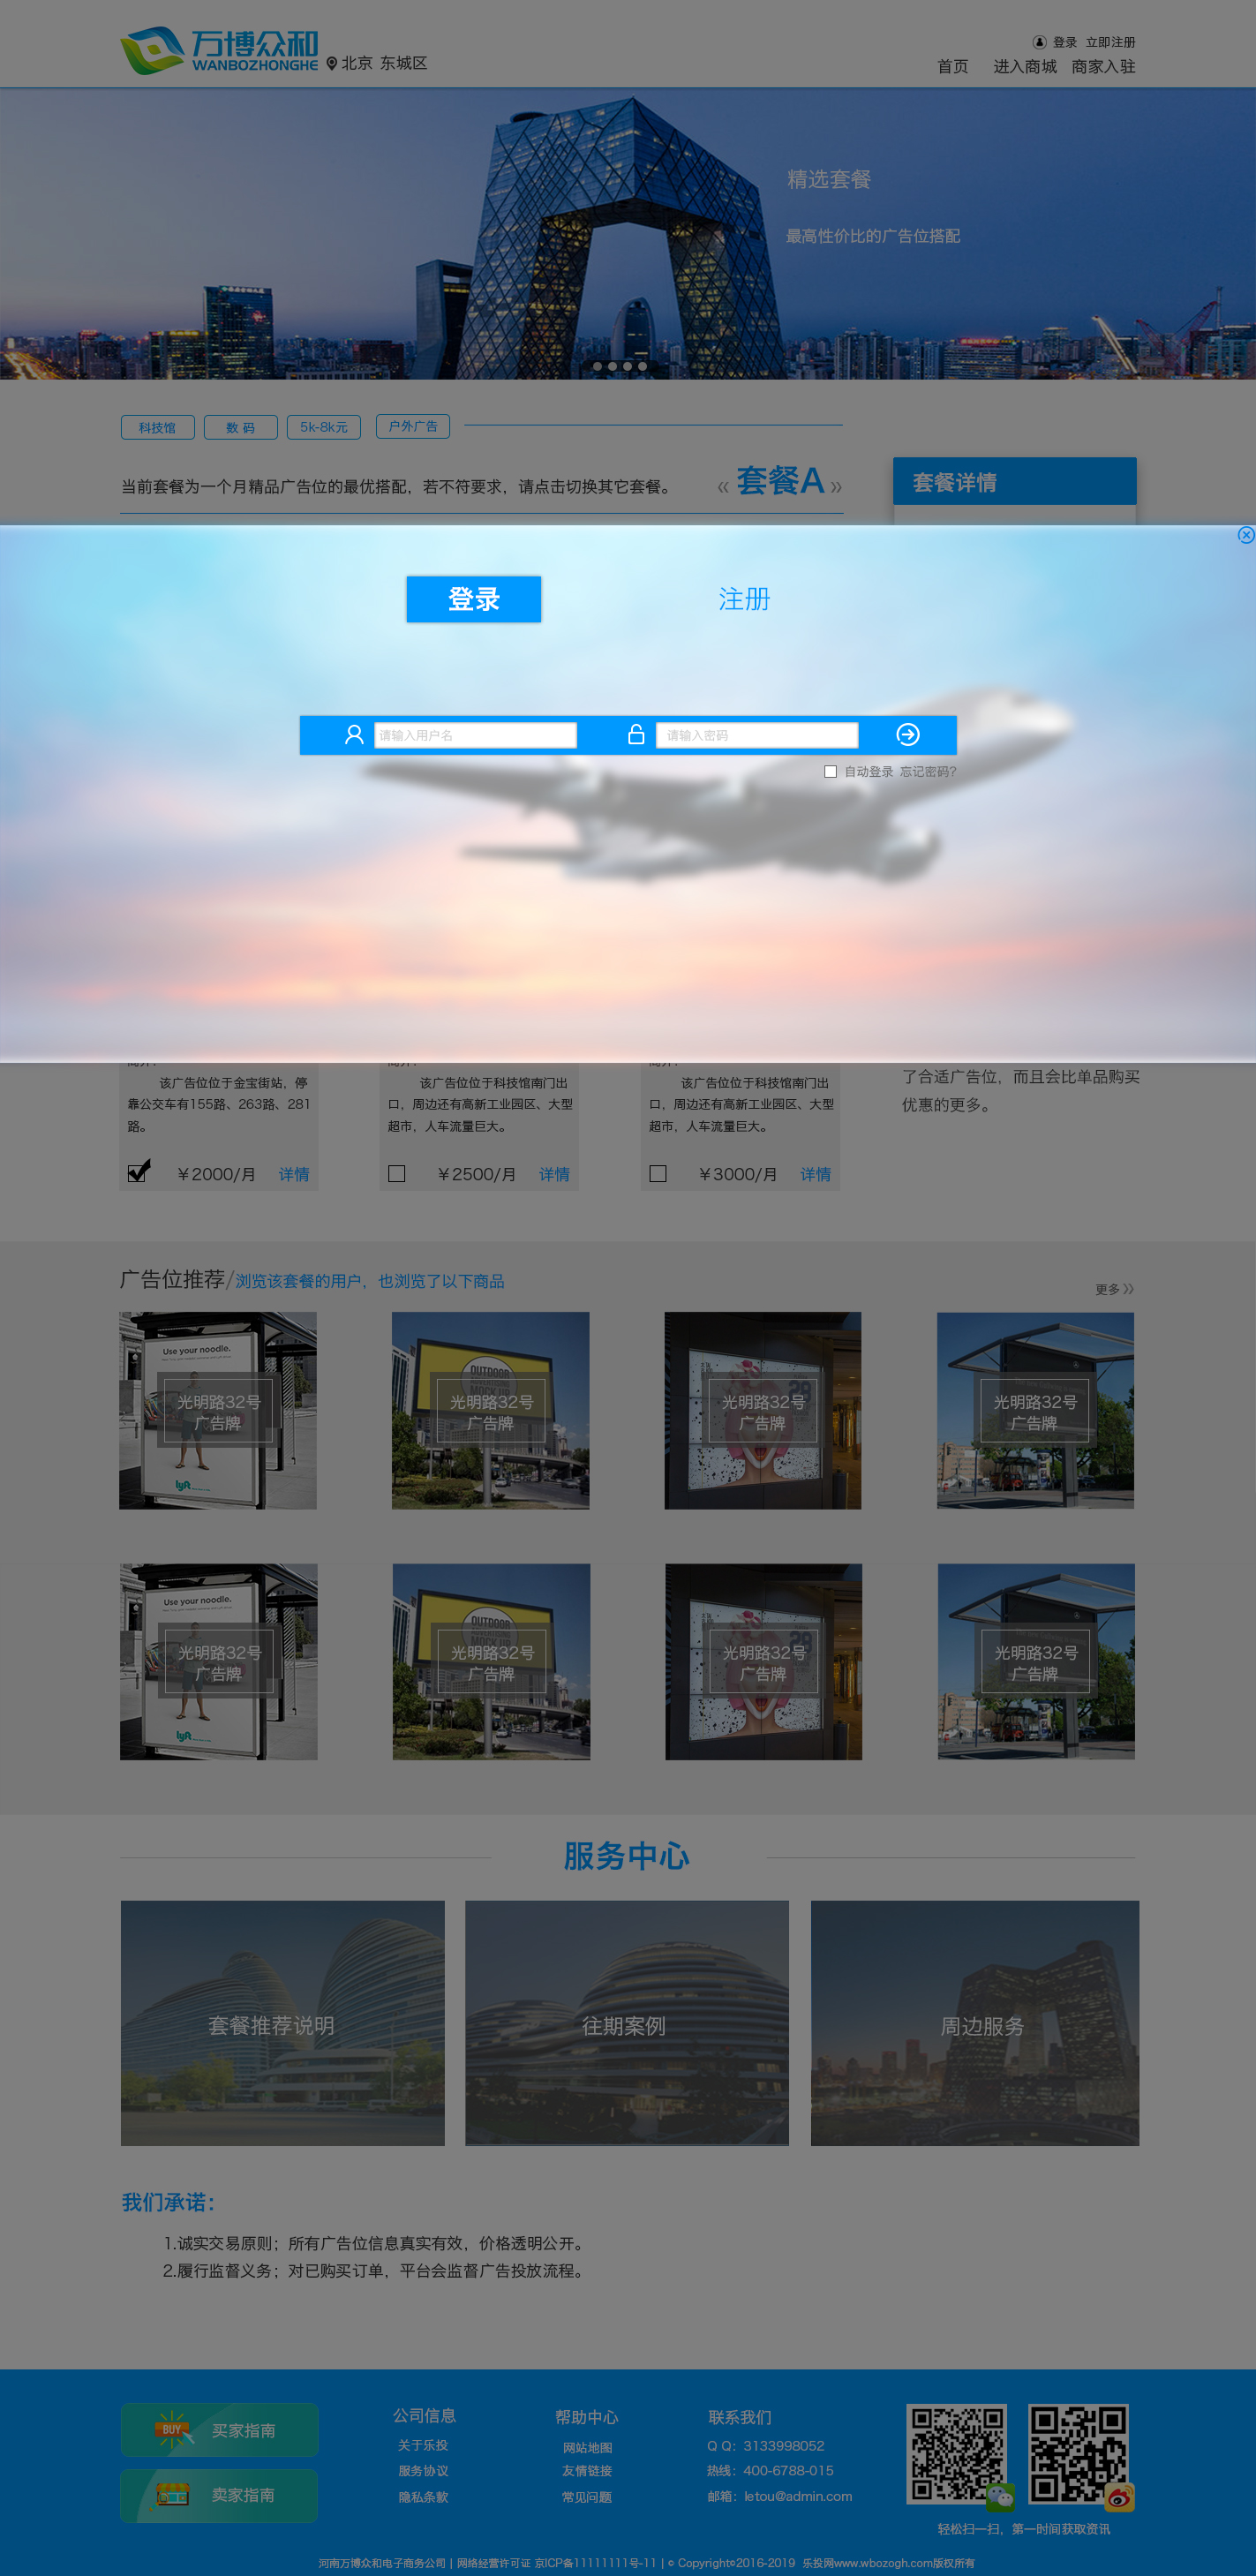 万博众和
WANBOZHONGHE
北京 东城区
登录 立即注册
首页 进入商城 商家入驻
精选套餐
最高性价比的广告位搭配
科技馆 数码 5k-8k元 户外广告
当前套餐为一个月精品广告位的最优搭配，若不符要求，请点击切换其它套餐。
« 套餐A »
套餐详情
登录 注册
请输入用户名 请输入密码
自动登录 忘记密码?
该广告位位于金宝街站，停
靠公交车有155路、263路、281
路。
￥2000/月 详情
该广告位位于科技馆南门出
口，周边还有高新工业园区、大型
超市，人车流量巨大。
￥2500/月 详情
该广告位位于科技馆南门出
口，周边还有高新工业园区、大型
超市，人车流量巨大。
￥3000/月 详情
了合适广告位，而且会比单品购买
优惠的更多。
广告位推荐/浏览该套餐的用户，也浏览了以下商品
更多 »
Use your noodle.
光明路32号
广告牌
lyft
OUTDOOR
光明路32号
广告牌
28
光明路32号
广告牌
光明路32号
广告牌
Use your noodle.
光明路32号
广告牌
lyft
OUTDOOR
光明路32号
广告牌
28
光明路32号
广告牌
光明路32号
广告牌
服务中心
套餐推荐说明
往期案例
周边服务
我们承诺：
1.诚实交易原则；所有广告位信息真实有效，价格透明公开。
2.履行监督义务；对已购买订单，平台会监督广告投放流程。
BUY 买家指南
卖家指南
公司信息
关于乐投
服务协议
隐私条款
帮助中心
网站地图
友情链接
常见问题
联系我们
Q Q：3133998052
热线：400-6788-015
邮箱：letou@admin.com
轻松扫一扫，第一时间获取资讯
河南万博众和电子商务公司 | 网络经营许可证 京ICP备11111111号-11 | © Copyright©2016-2019 乐投网www.wbozogh.com版权所有